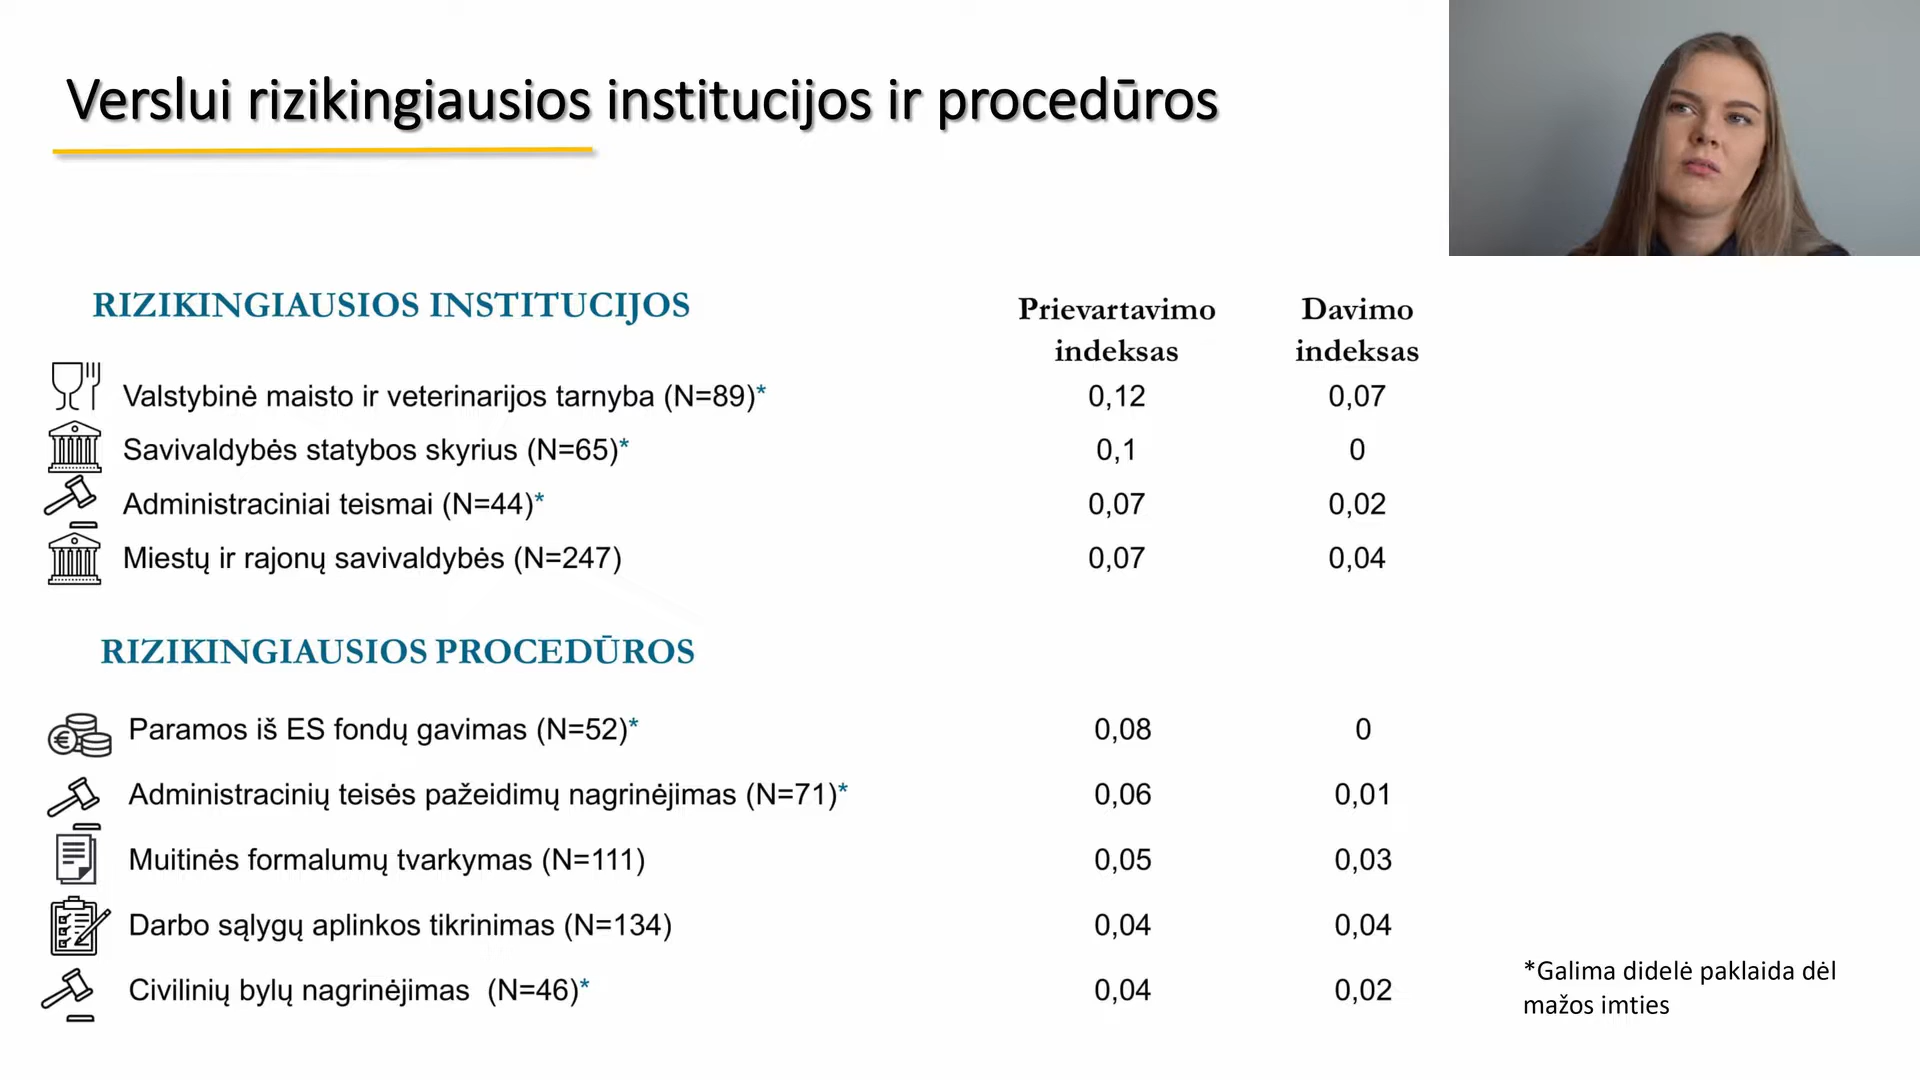 Verslui rizikingiausios institucijos ir procedūros
RIZIKINGIAUSIOS INSTITUCIJOS
Prievartavimo indeksas
Davimo indeksas
Valstybinė maisto ir veterinarijos tarnyba (N=89)* 0,12 0,07
Savivaldybės statybos skyrius (N=65)* 0,1 0
Administraciniai teismai (N=44)* 0,07 0,02
Miestų ir rajonų savivaldybės (N=247) 0,07 0,04
RIZIKINGIAUSIOS PROCEDŪROS
Paramos iš ES fondų gavimas (N=52)* 0,08 0
Administracinių teisės pažeidimų nagrinėjimas (N=71)* 0,06 0,01
Muitinės formalumų tvarkymas (N=111) 0,05 0,03
Darbo sąlygų aplinkos tikrinimas (N=134) 0,04 0,04
Civilinių bylų nagrinėjimas (N=46)* 0,04 0,02
*Galima didelė paklaida dėl
mažos imties